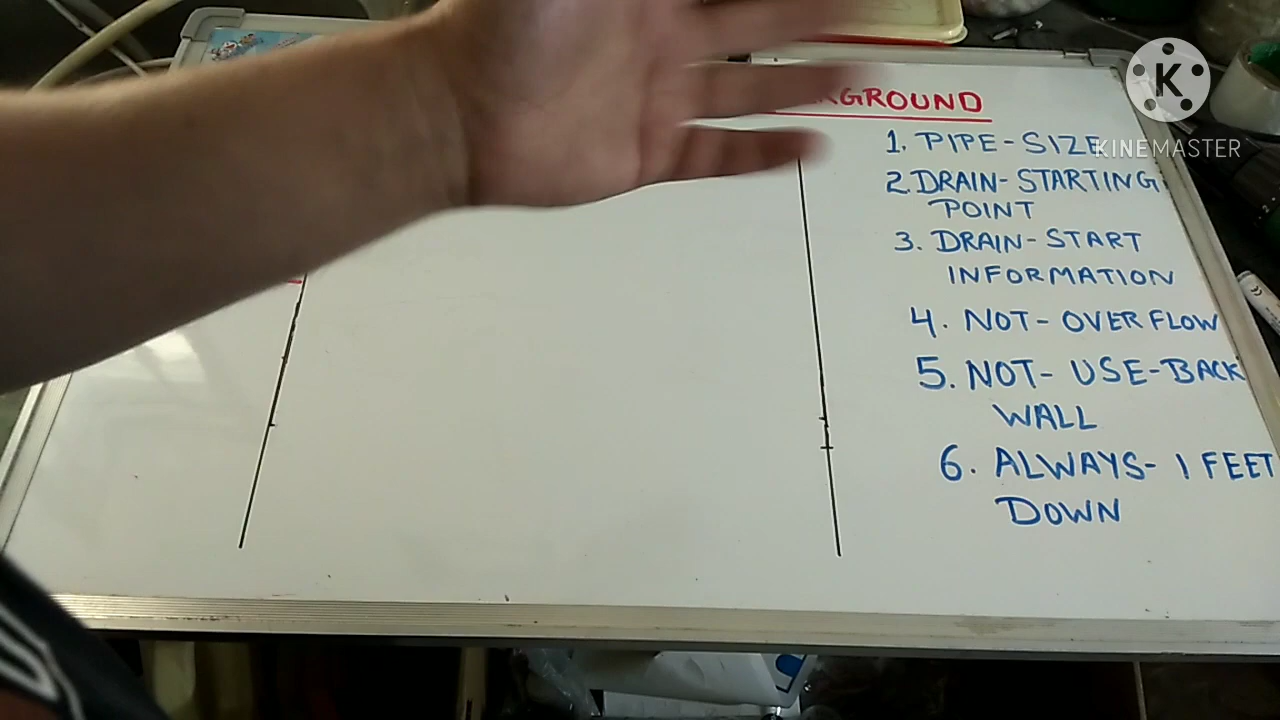 RGROUND
1. PIPE-SIZE
2. DRAIN-STARTING
POINT
3. DRAIN-START
INFORMATION
4. NOT-OVERFLOW
5. NOT-USE-BACK
WALL
6. ALWAYS-1 FEET
DOWN
K
KINEMASTER